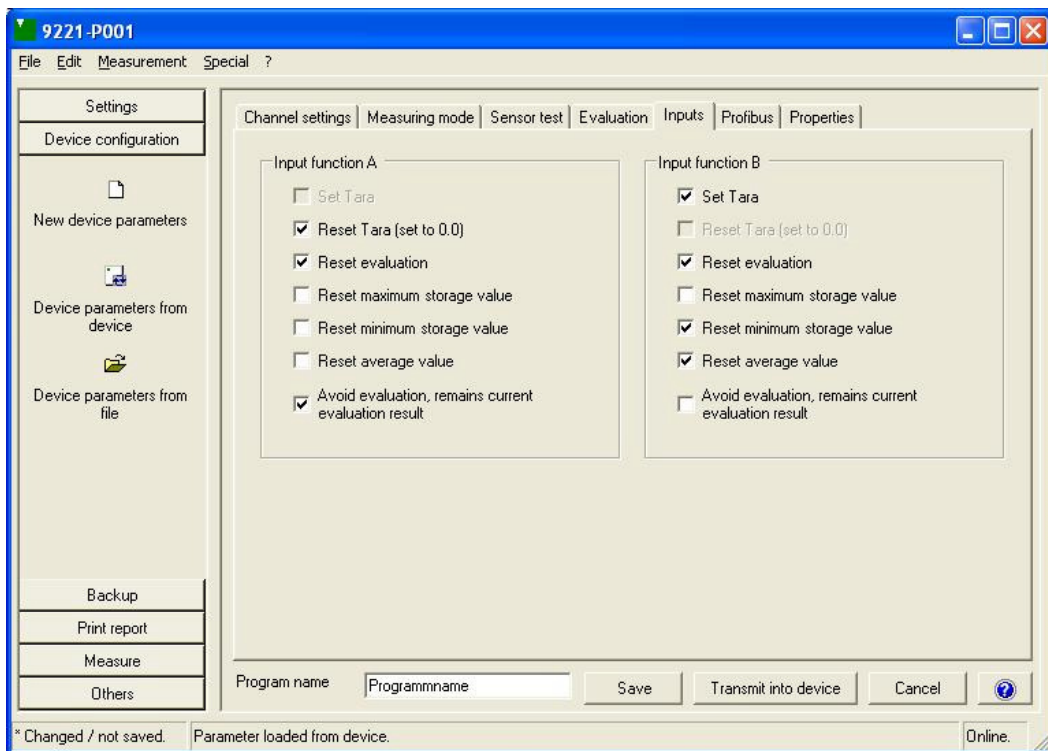 9221-P001
File Edit Measurement Special ?
Settings
Device configuration
New device parameters
Device parameters from
device
Device parameters from
file
Backup
Print report
Measure
Others
Channel settings Measuring mode Sensor test Evaluation Inputs Profibus Properties
Input function A
Set Tara
Reset Tara (set to 0.0)
Reset evaluation
Reset maximum storage value
Reset minimum storage value
Reset average value
Avoid evaluation, remains current
evaluation result
Input function B
Set Tara
Reset Tara (set to 0.0)
Reset evaluation
Reset maximum storage value
Reset minimum storage value
Reset average value
Avoid evaluation, remains current
evaluation result
Program name Programmname Save Transmit into device Cancel ?
* Changed / not saved. Parameter loaded from device. Online.